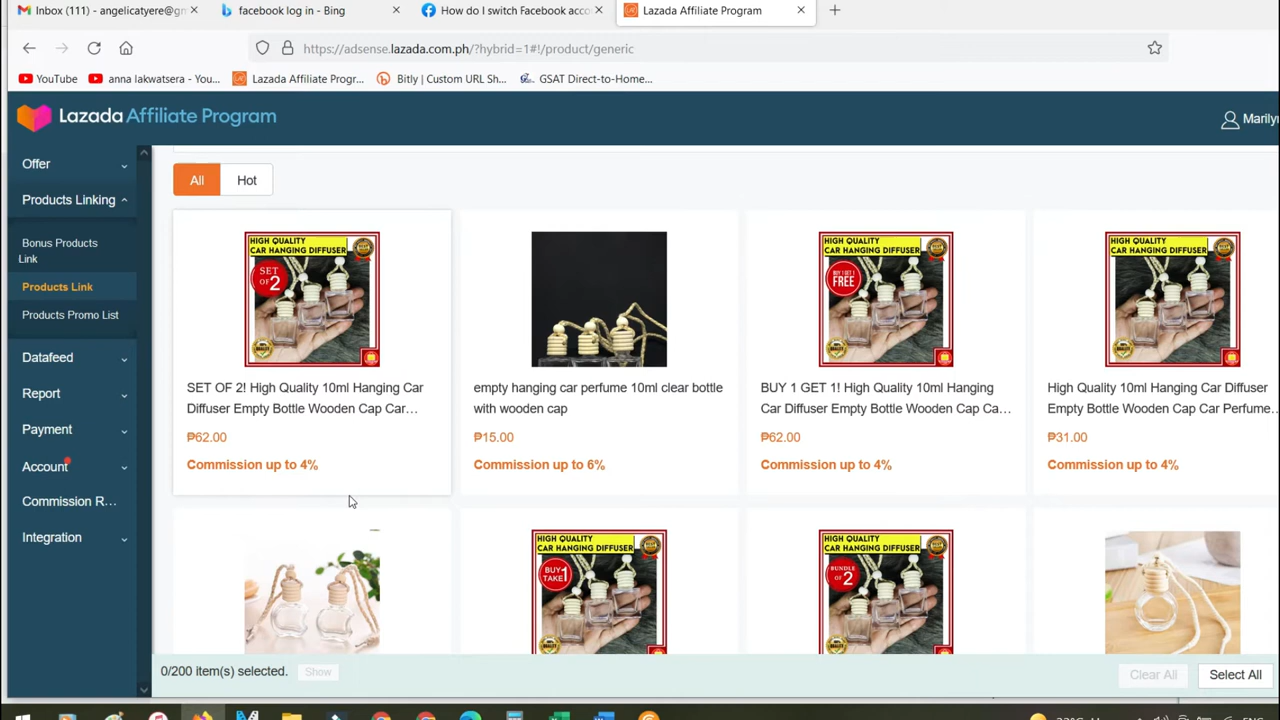 Inbox (111) — angelicatyere@gm
facebook log in - Bing
How do I switch Facebook acco
Lazada Affiliate Program
https://adsense.lazada.com.ph/?hybrid=1#!/product/generic
YouTube
anna lakwatsera - You...
Lazada Affiliate Progr...
Bitly | Custom URL Sh...
GSAT Direct-to-Home...
Lazada Affiliate Program
Marilyn
Offer
Products Linking
Bonus Products
Link
Products Link
Products Promo List
Datafeed
Report
Payment
Account
Commission R...
Integration
All
Hot
HIGH QUALITY
CAR HANGING DIFFUSER
SET
OF 2
SET OF 2! High Quality 10ml Hanging Car
Diffuser Empty Bottle Wooden Cap Car...
₱62.00
Commission up to 4%
empty hanging car perfume 10ml clear bottle
with wooden cap
₱15.00
Commission up to 6%
HIGH QUALITY
CAR HANGING DIFFUSER
BUY 1 GET 1
FREE
BUY 1 GET 1! High Quality 10ml Hanging
Car Diffuser Empty Bottle Wooden Cap Ca...
₱62.00
Commission up to 4%
HIGH QUALITY
CAR HANGING DIFFUSER
High Quality 10ml Hanging Car Diffuser
Empty Bottle Wooden Cap Car Perfume...
₱31.00
Commission up to 4%
HIGH QUALITY
CAR HANGING DIFFUSER
BUY 1
TAKE 1
HIGH QUALITY
CAR HANGING DIFFUSER
BUNDLE
OF 2
0/200 item(s) selected.
Show
Clear All
Select All